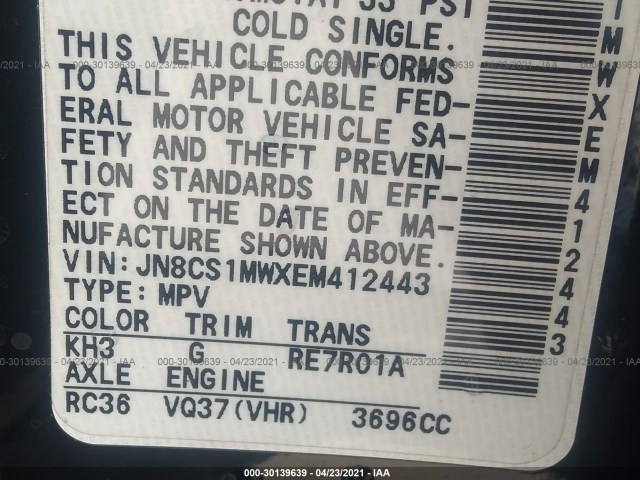 PSI
COLD SINGLE.
THIS VEHICLE CONFORMS
TO ALL APPLICABLE FED-
ERAL MOTOR VEHICLE SA-
FETY AND THEFT PREVEN-
TION STANDARDS IN EFF-
ECT ON THE DATE OF MA-
NUFACTURE SHOWN ABOVE.
VIN:JN8CS1MWXEM412443
TYPE:MPV
COLOR TRIM TRANS
KH3 G RE7R01A
AXLE ENGINE
RC36 VQ37(VHR) 3696CC
1MWXEM412443
000-30139639 - 04/23/2021 - IAA